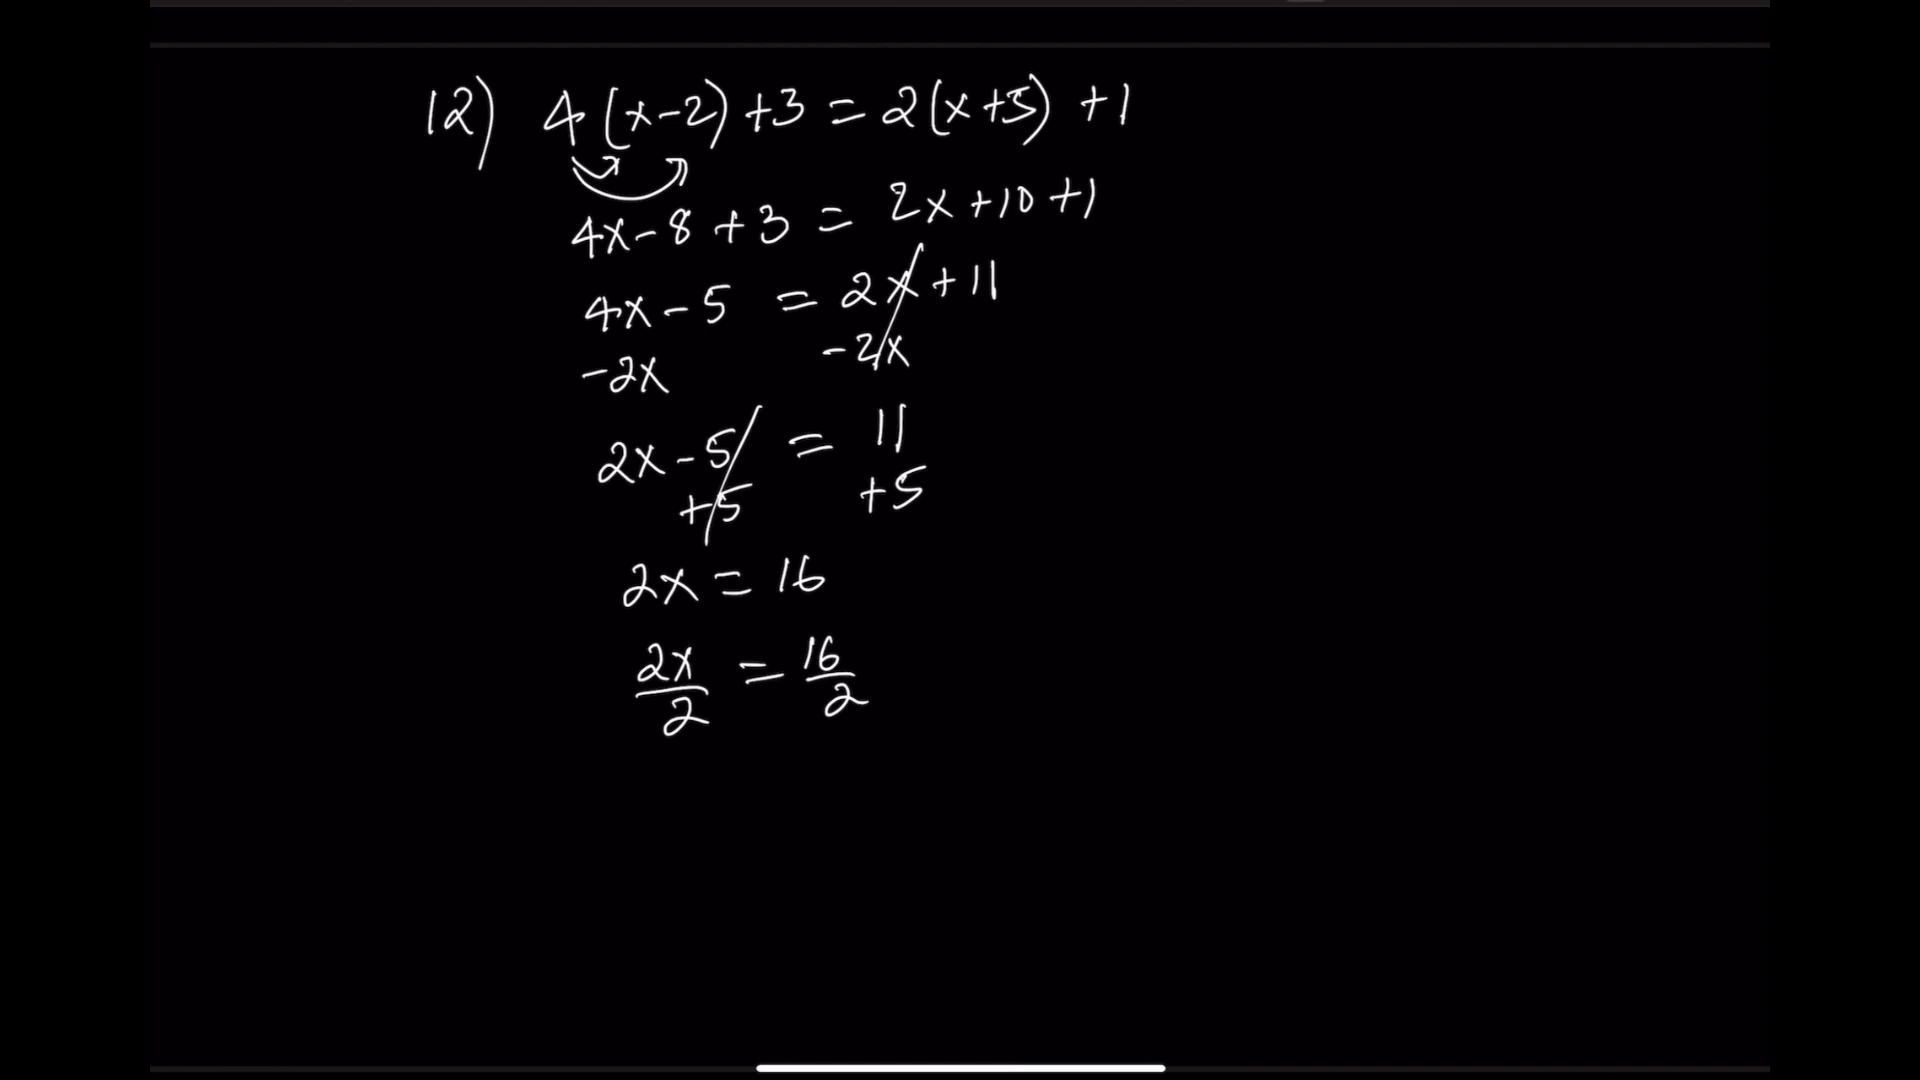 12) 4(x-2)+3=2(x+5)+1
4x-8+3=2x+10+1
4x-5=2x+11
-2x -2x
2x-5=11
+5 +5
2x=16
2x/2=16/2